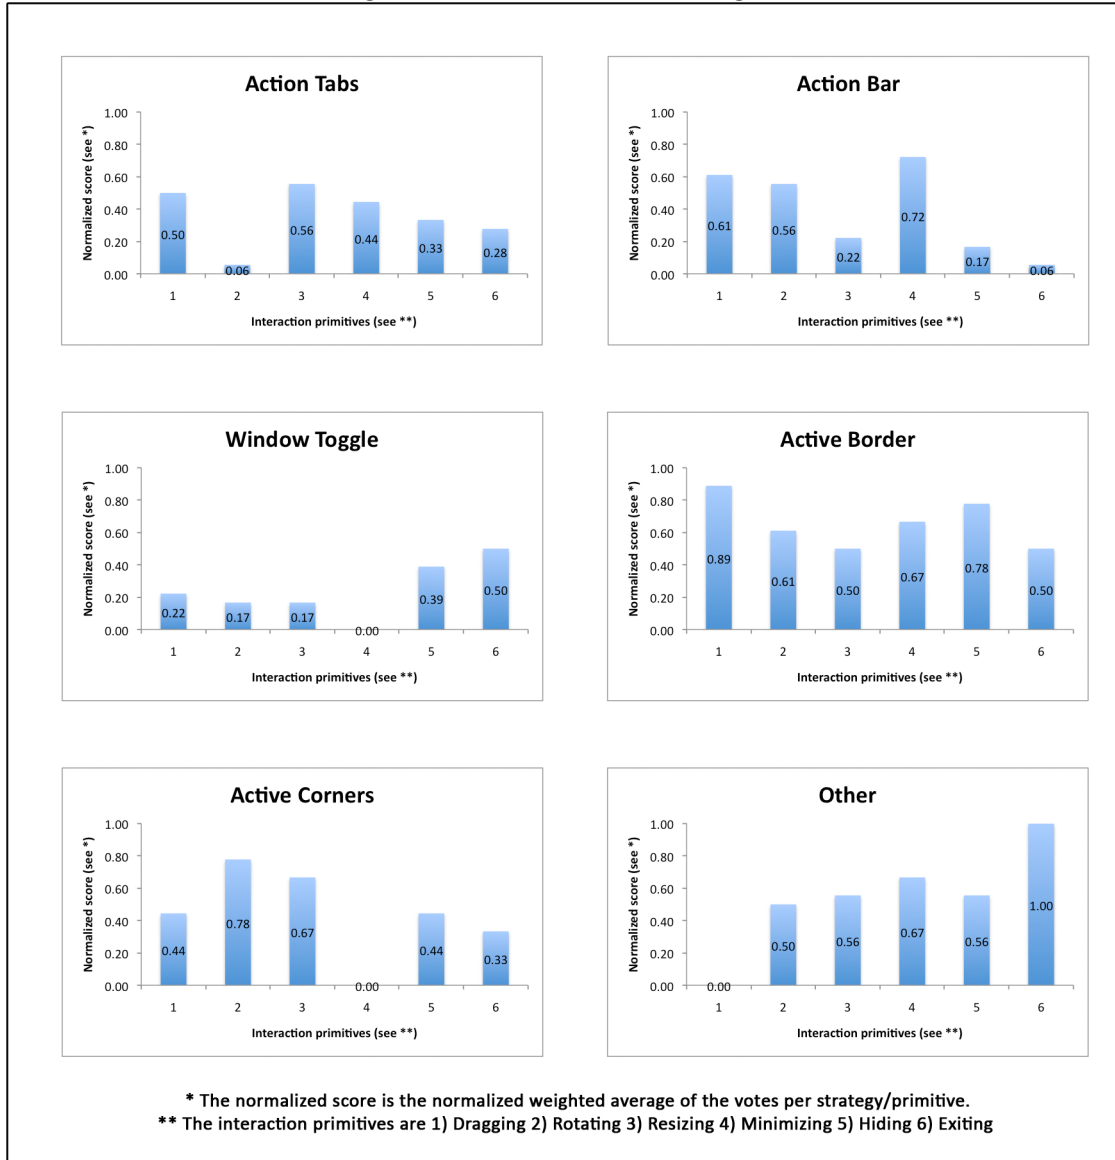 Action Tabs
Normalized score (see *)
1.00
0.80
0.60
0.40
0.20
0.00
0.50
0.06
0.56
0.44
0.33
0.28
1 2 3 4 5 6
Interaction primitives (see **)
Action Bar
Normalized score (see *)
1.00
0.80
0.60
0.40
0.20
0.00
0.61
0.56
0.22
0.72
0.17
0.06
1 2 3 4 5 6
Interaction primitives (see **)
Window Toggle
Normalized score (see *)
1.00
0.80
0.60
0.40
0.20
0.00
0.22
0.17
0.17
0.00
0.39
0.50
1 2 3 4 5 6
Interaction primitives (see **)
Active Border
Normalized score (see *)
1.00
0.80
0.60
0.40
0.20
0.00
0.89
0.61
0.50
0.67
0.78
0.50
1 2 3 4 5 6
Interaction primitives (see **)
Active Corners
Normalized score (see *)
1.00
0.80
0.60
0.40
0.20
0.00
0.44
0.78
0.67
0.00
0.44
0.33
1 2 3 4 5 6
Interaction primitives (see **)
Other
Normalized score (see *)
1.00
0.80
0.60
0.40
0.20
0.00
0.00
0.50
0.56
0.67
0.56
1.00
1 2 3 4 5 6
Interaction primitives (see **)
* The normalized score is the normalized weighted average of the votes per strategy/primitive.
** The interaction primitives are 1) Dragging 2) Rotating 3) Resizing 4) Minimizing 5) Hiding 6) Exiting